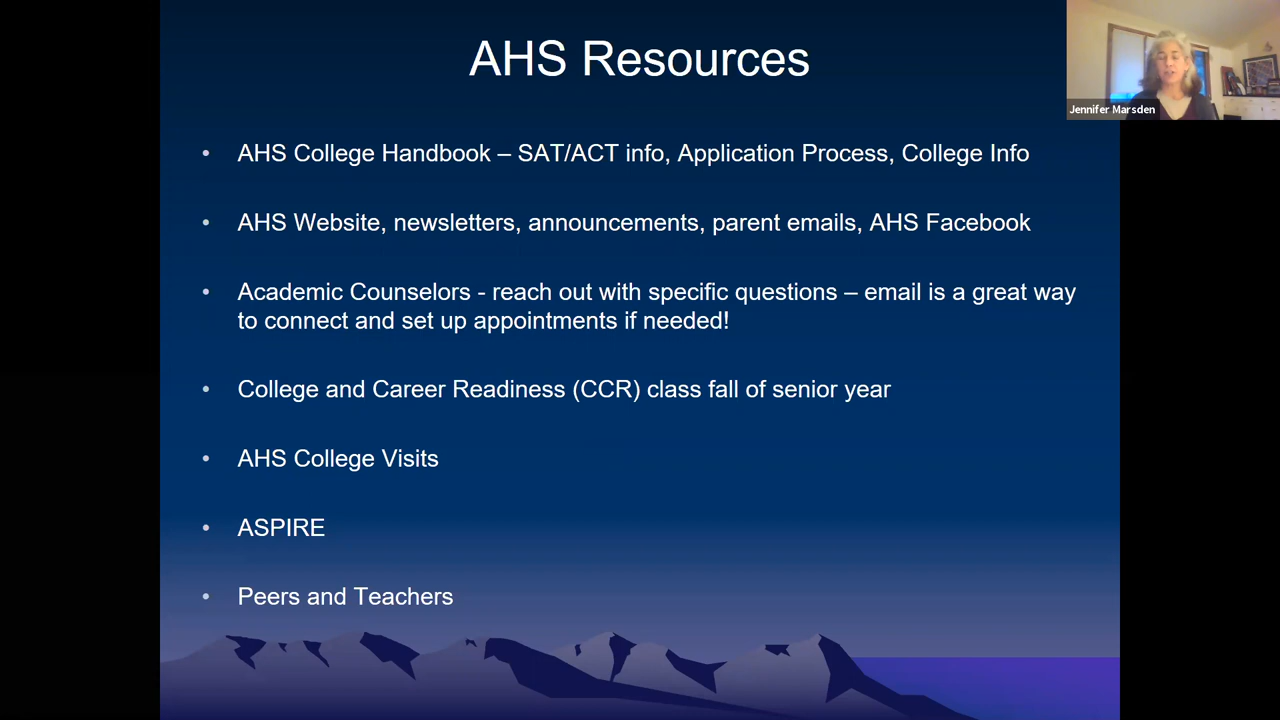 AHS Resources
Jennifer Marsden
• AHS College Handbook – SAT/ACT info, Application Process, College Info
• AHS Website, newsletters, announcements, parent emails, AHS Facebook
• Academic Counselors - reach out with specific questions – email is a great way
to connect and set up appointments if needed!
• College and Career Readiness (CCR) class fall of senior year
• AHS College Visits
• ASPIRE
• Peers and Teachers